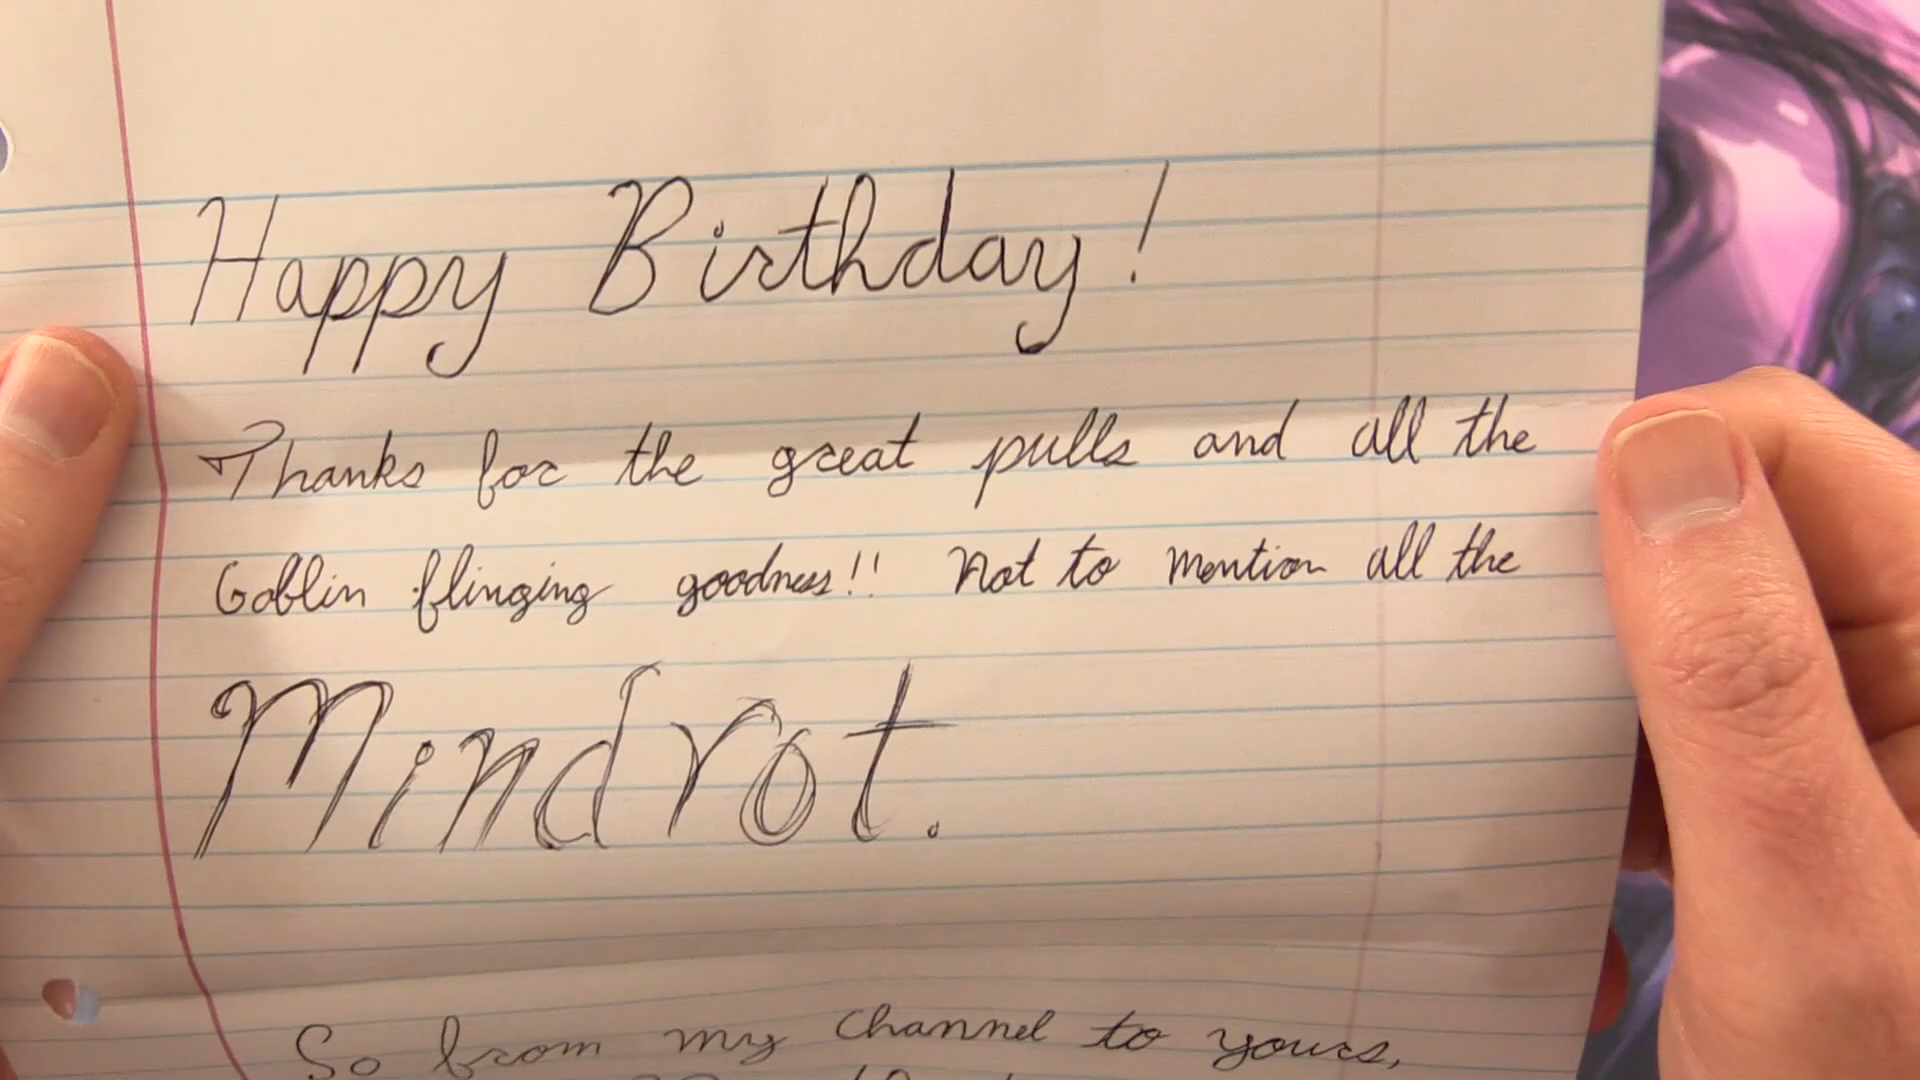 Happy Birthday!
Thanks for the great pulls and all the
Goblin flinging goodness!! Not to mention all the
Mindrot.
So from my channel to yours,